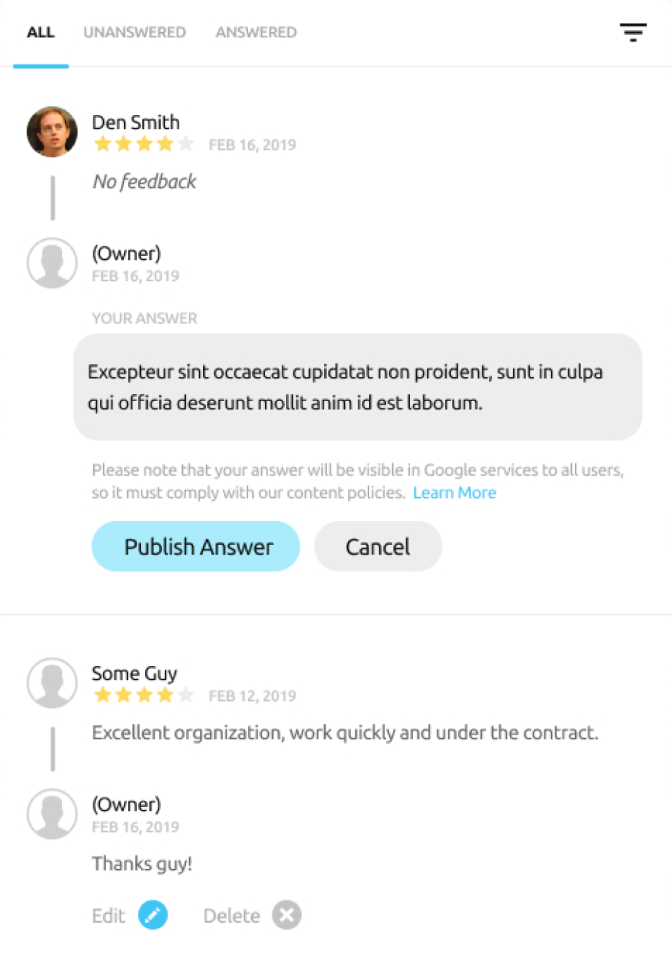 ALL UNANSWERED ANSWERED
Den Smith
FEB 16, 2019
No feedback
(Owner)
FEB 16, 2019
YOUR ANSWER
Excepteur sint occaecat cupidatat non proident, sunt in culpa
qui officia deserunt mollit anim id est laborum.
Please note that your answer will be visible in Google services to all users,
so it must comply with our content policies. Learn More
Publish Answer Cancel
Some Guy
FEB 12, 2019
Excellent organization, work quickly and under the contract.
(Owner)
FEB 16, 2019
Thanks guy!
Edit Delete